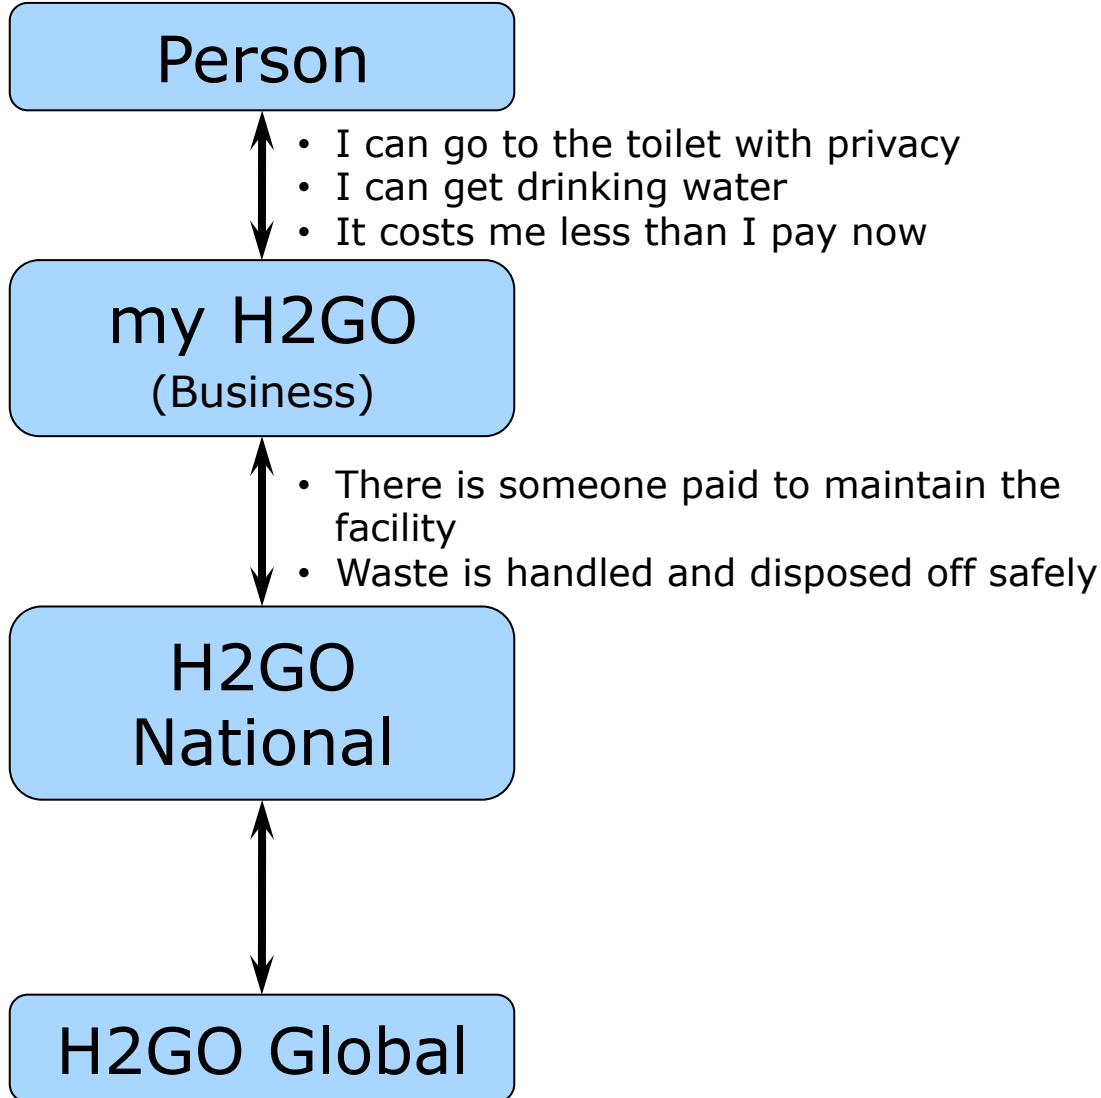 Person
• I can go to the toilet with privacy
• I can get drinking water
• It costs me less than I pay now
my H2GO
(Business)
• There is someone paid to maintain the
facility
• Waste is handled and disposed off safely
H2GO
National
H2GO Global